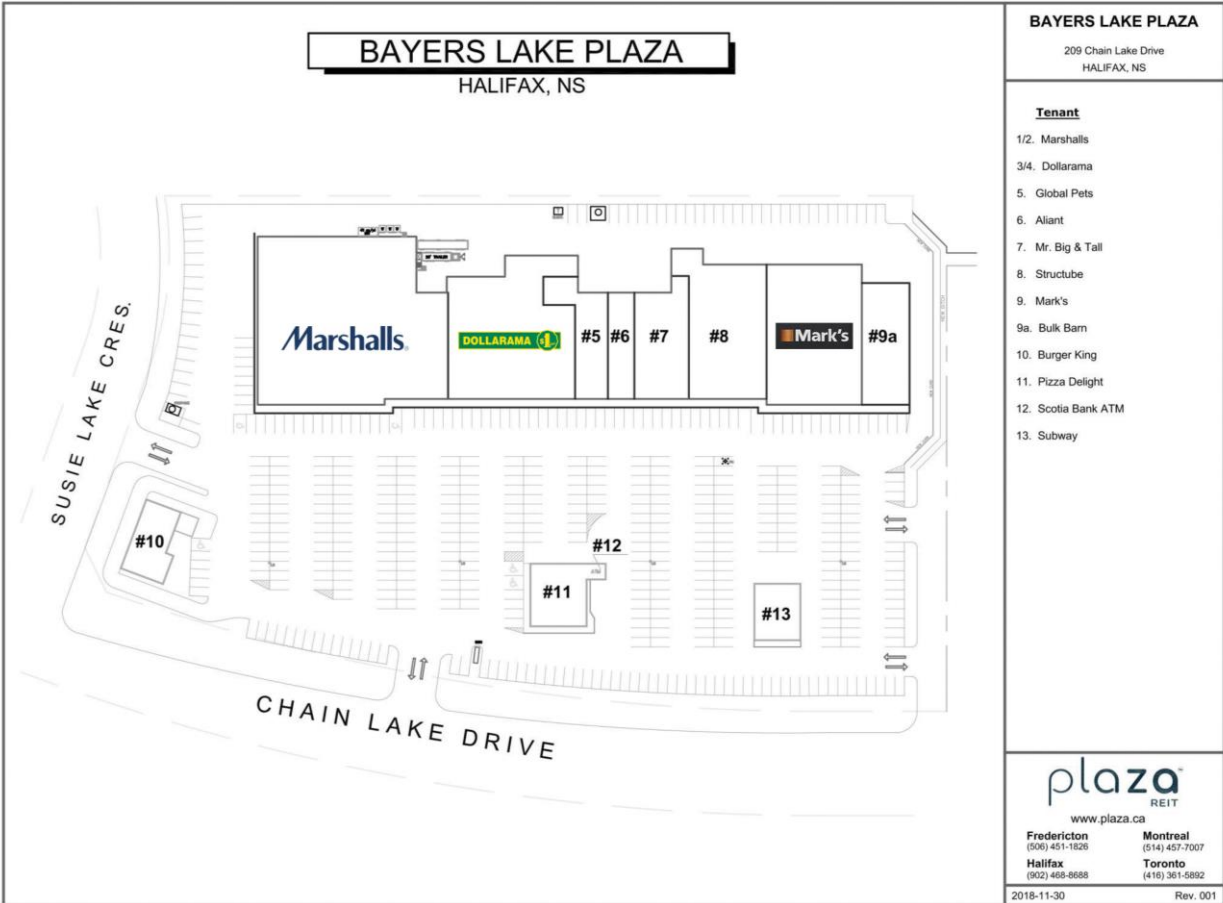 BAYERS LAKE PLAZA
HALIFAX, NS
Marshalls.
DOLLARAMA $1
#5
#6
#7
#8
Mark's
#9a
SUSIE LAKE CRES.
#10
#12
ATM
#11
#13
CHAIN LAKE DRIVE
BAYERS LAKE PLAZA
209 Chain Lake Drive
HALIFAX, NS
Tenant
1/2. Marshalls
3/4. Dollarama
5. Global Pets
6. Aliant
7. Mr. Big & Tall
8. Structube
9. Mark's
9a. Bulk Barn
10. Burger King
11. Pizza Delight
12. Scotia Bank ATM
13. Subway
plaza
REIT
www.plaza.ca
Fredericton Montreal
(506) 451-1826 (514) 457-7007
Halifax Toronto
(902) 468-8688 (416) 361-5892
2018-11-30 Rev. 001